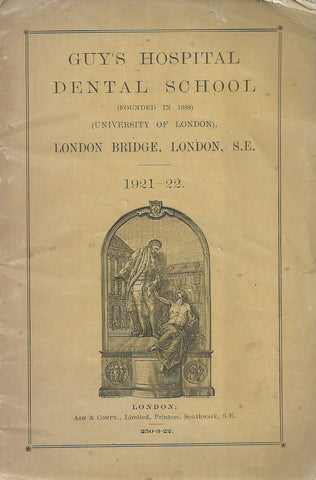 GUY'S HOSPITAL
DENTAL SCHOOL
(FOUNDED IN 1889)
(UNIVERSITY OF LONDON),
LONDON BRIDGE, LONDON, S.E.
1921-22.
LONDON:
ASH & COMPY., Limited, Printers, Southwark, S.E.
250-3-22.